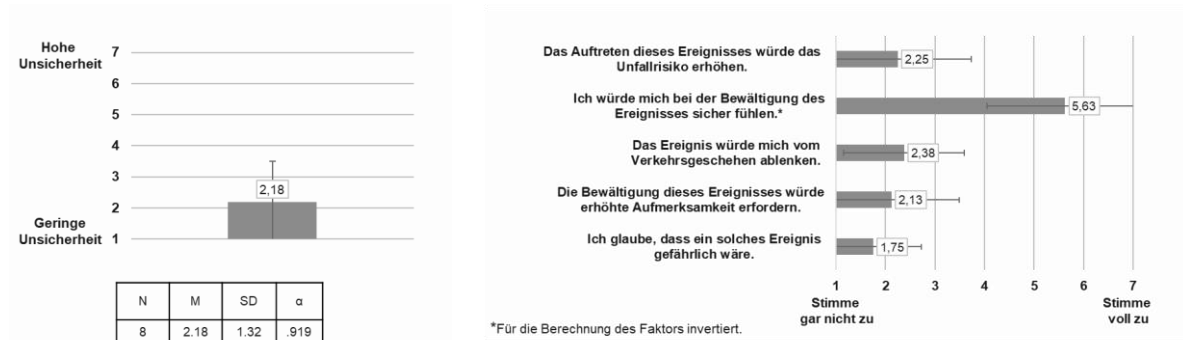 Hohe
Unsicherheit
7
6
5
4
3
2,18
2
Geringe
Unsicherheit
1
N M SD α
8 2.18 1.32 .919
Das Auftreten dieses Ereignisses würde das
Unfallrisiko erhöhen.
2,25
Ich würde mich bei der Bewältigung des
Ereignisses sicher fühlen.*
5,63
Das Ereignis würde mich vom
Verkehrsgeschehen ablenken.
2,38
Die Bewältigung dieses Ereignisses würde
erhöhte Aufmerksamkeit erfordern.
2,13
Ich glaube, dass ein solches Ereignis
gefährlich wäre.
1,75
1 2 3 4 5 6 7
Stimme
gar nicht zu
Stimme
voll zu
*Für die Berechnung des Faktors invertiert.